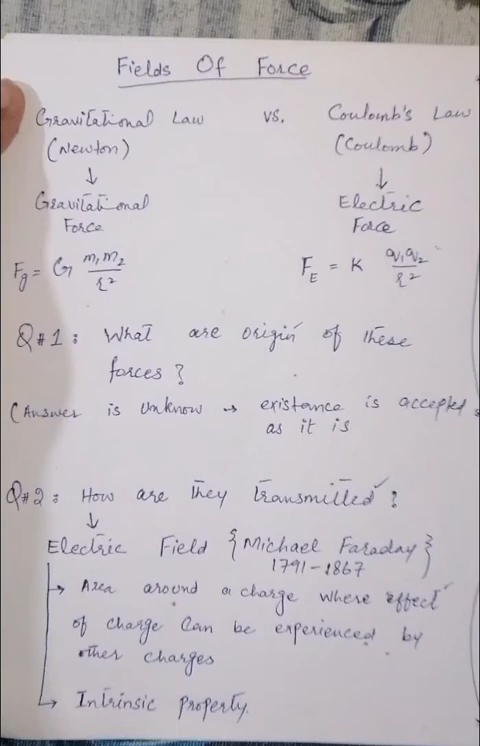 Fields Of Force
Gravitational Law vs. Coulomb's Law
(Newton) (Coulomb)
↓ ↓
Gravitational Electric
Force Force
Fg = G m₁m₂/r² F_E = K q₁q₂/r²
Q#1: What are origin of these
forces?
(Answer is unknow → existance is accepted
as it is
Q#2: How are they transmitted?
↓
Electric Field {Michael Faraday}
1791-1867
→ Area around a charge where effect
of charge can be experienced by
other charges
→ Intrinsic property.